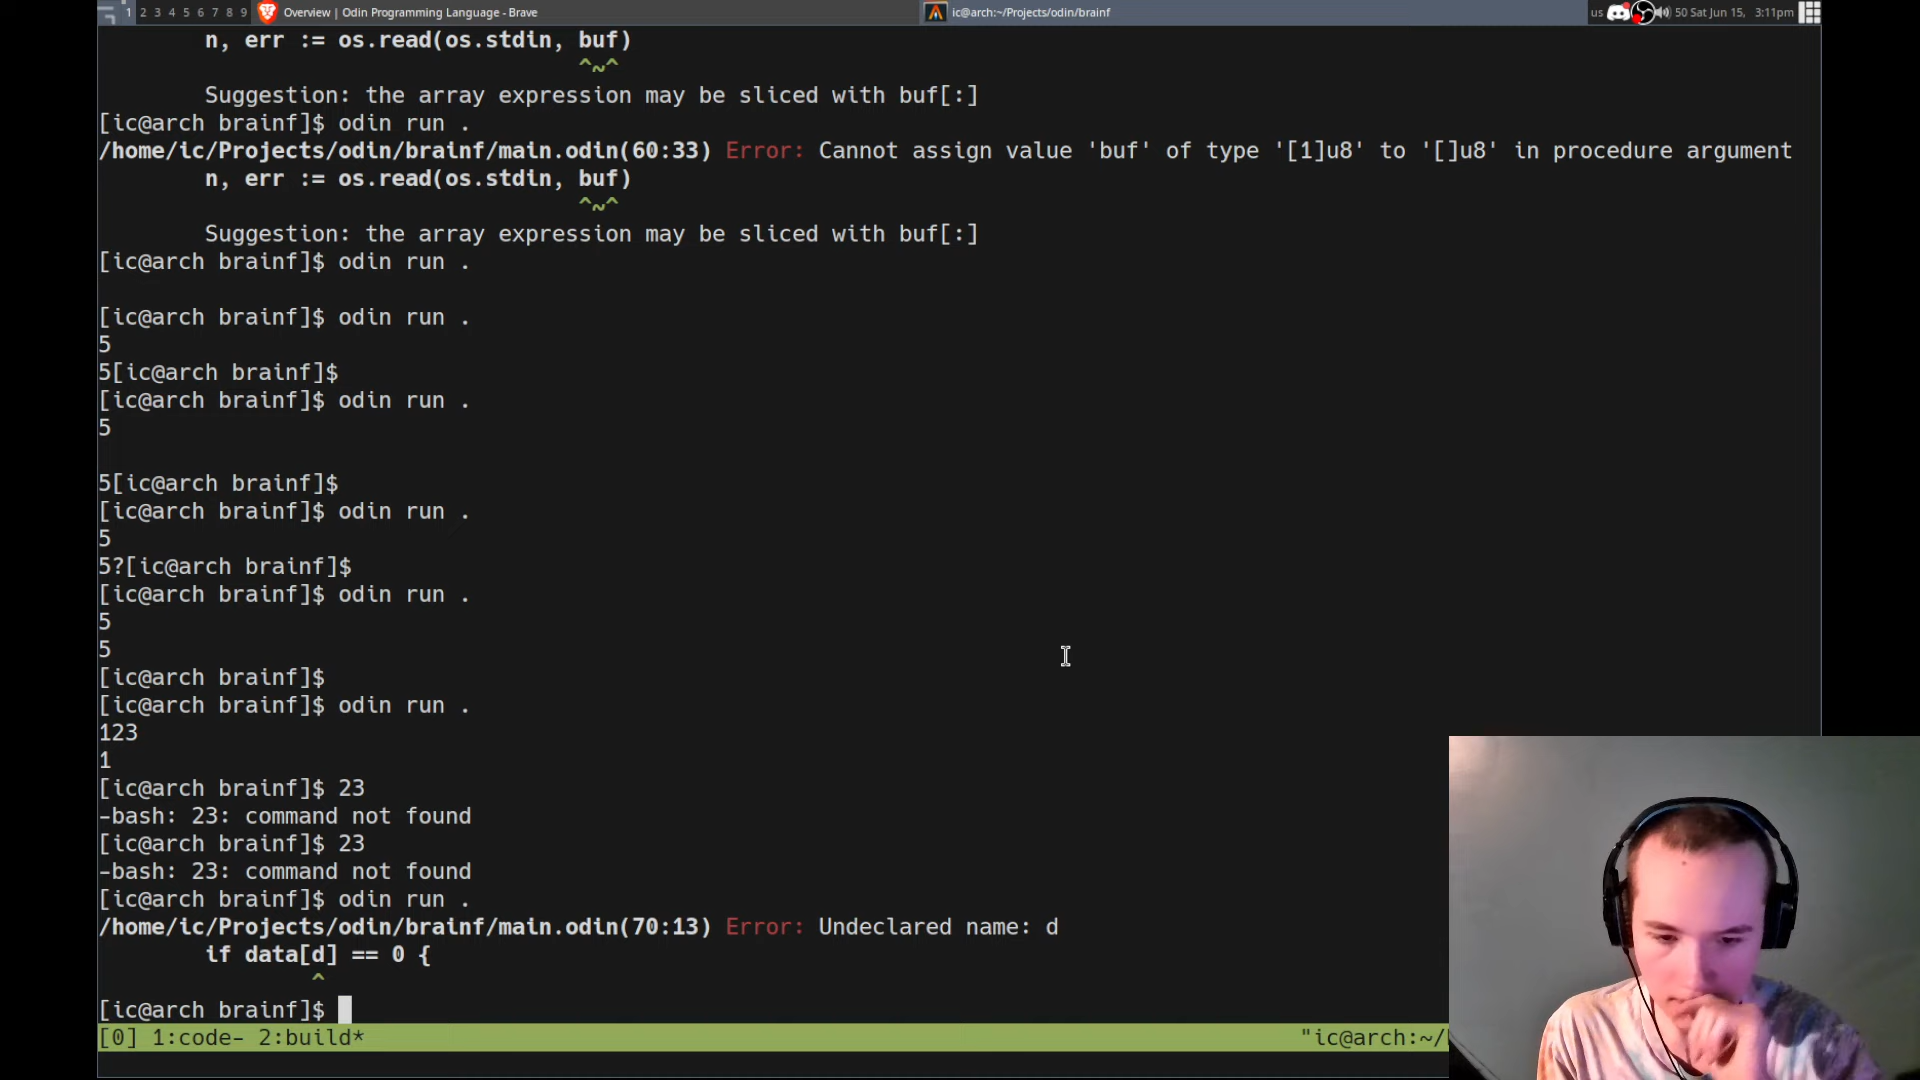 1 2 3 4 5 6 7 8 9 Overview | Odin Programming Language - Brave ic@arch:~/Projects/odin/brainf us 50 Sat Jun 15, 3:11pm
n, err := os.read(os.stdin, buf)
^~^
Suggestion: the array expression may be sliced with buf[:]
[ic@arch brainf]$ odin run .
/home/ic/Projects/odin/brainf/main.odin(60:33) Error: Cannot assign value 'buf' of type '[1]u8' to '[]u8' in procedure argument
n, err := os.read(os.stdin, buf)
^~^
Suggestion: the array expression may be sliced with buf[:]
[ic@arch brainf]$ odin run .
[ic@arch brainf]$ odin run .
5
5[ic@arch brainf]$
[ic@arch brainf]$ odin run .
5
5[ic@arch brainf]$
[ic@arch brainf]$ odin run .
5
5?[ic@arch brainf]$
[ic@arch brainf]$ odin run .
5
5
[ic@arch brainf]$
[ic@arch brainf]$ odin run .
123
1
[ic@arch brainf]$ 23
-bash: 23: command not found
[ic@arch brainf]$ 23
-bash: 23: command not found
[ic@arch brainf]$ odin run .
/home/ic/Projects/odin/brainf/main.odin(70:13) Error: Undeclared name: d
if data[d] == 0 {
^
[ic@arch brainf]$
[0] 1:code- 2:build* "ic@arch:~/